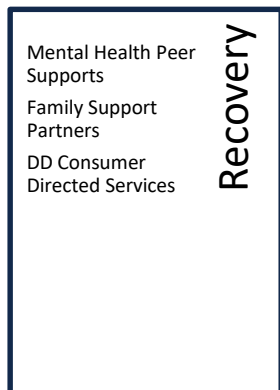 Mental Health Peer
Supports
Family Support
Partners
DD Consumer
Directed Services
Recovery